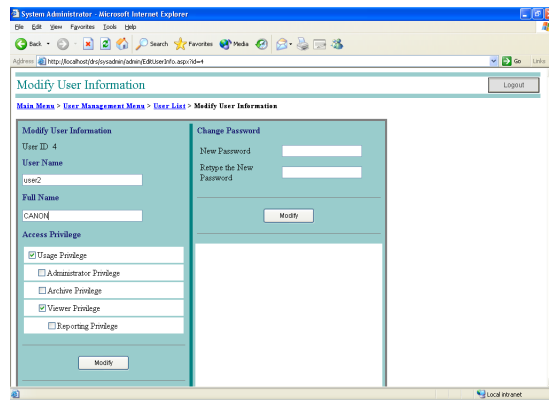 System Administrator - Microsoft Internet Explorer
File Edit View Favorites Tools Help
Back Search Favorites Media
Address http://localhost/drs/sysadmin/admin/EditUserInfo.aspx?id=4 Go Links
Modify User Information
Logout
Main Menu > User Management Menu > User List > Modify User Information
Modify User Information
User ID 4
User Name
user2
Full Name
CANON
Access Privilege
Usage Privilege
Administrator Privilege
Archive Privilege
Viewer Privilege
Reporting Privilege
Modify
Change Password
New Password
Retype the New
Password
Modify
Local intranet